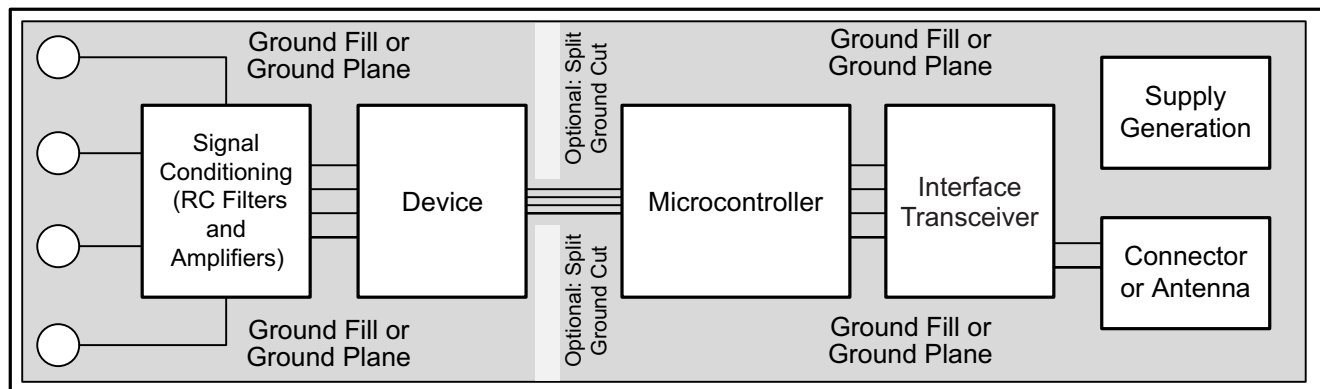 Ground Fill or
Ground Plane
Optional: Split
Ground Cut
Ground Fill or
Ground Plane
Supply
Generation
Signal
Conditioning
(RC Filters
and
Amplifiers)
Device
Microcontroller
Interface
Transceiver
Connector
or Antenna
Ground Fill or
Ground Plane
Optional: Split
Ground Cut
Ground Fill or
Ground Plane